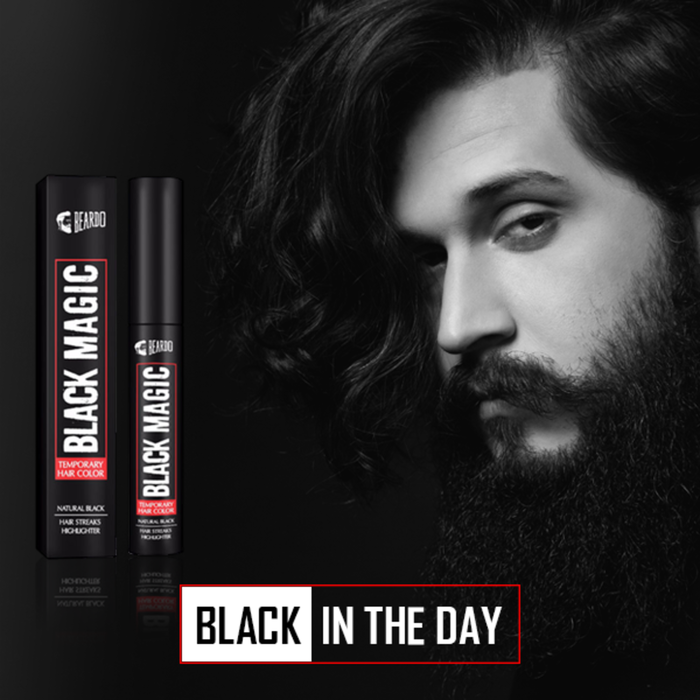 BEARDO
BLACK MAGIC
TEMPORARY
HAIR COLOR
NATURAL BLACK
HAIR STREAKS
HIGHLIGHTER
BEARDO
BLACK MAGIC
TEMPORARY
HAIR COLOR
NATURAL BLACK
HAIR STREAKS
HIGHLIGHTER
BLACK IN THE DAY